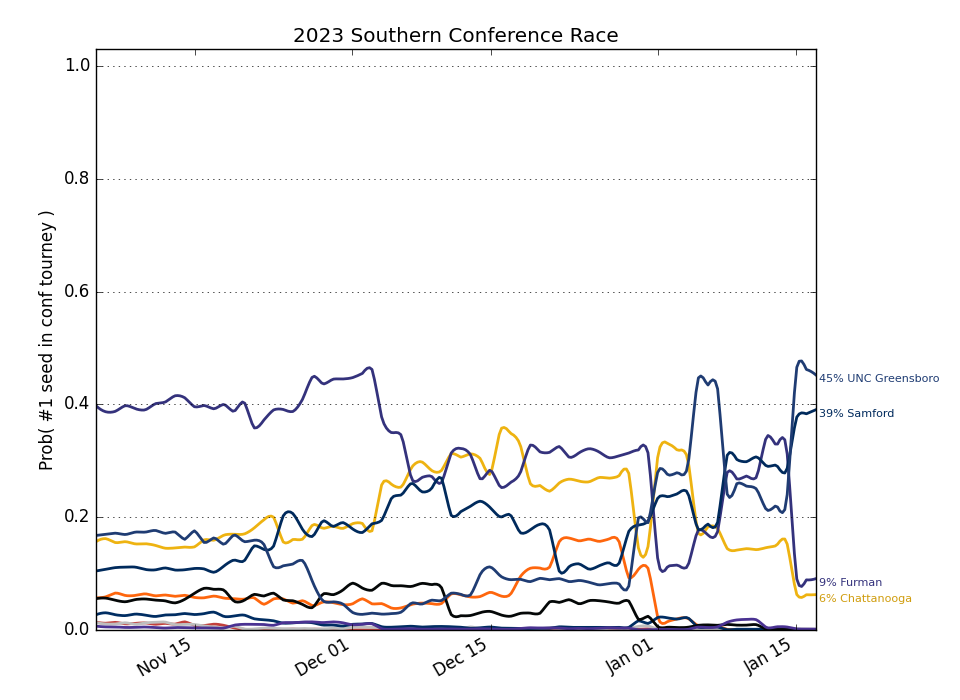 2023 Southern Conference Race
Prob( #1 seed in conf tourney )
1.0
0.8
0.6
0.4
0.2
0.0
45% UNC Greensboro
39% Samford
9% Furman
6% Chattanooga
Nov 15
Dec 01
Dec 15
Jan 01
Jan 15